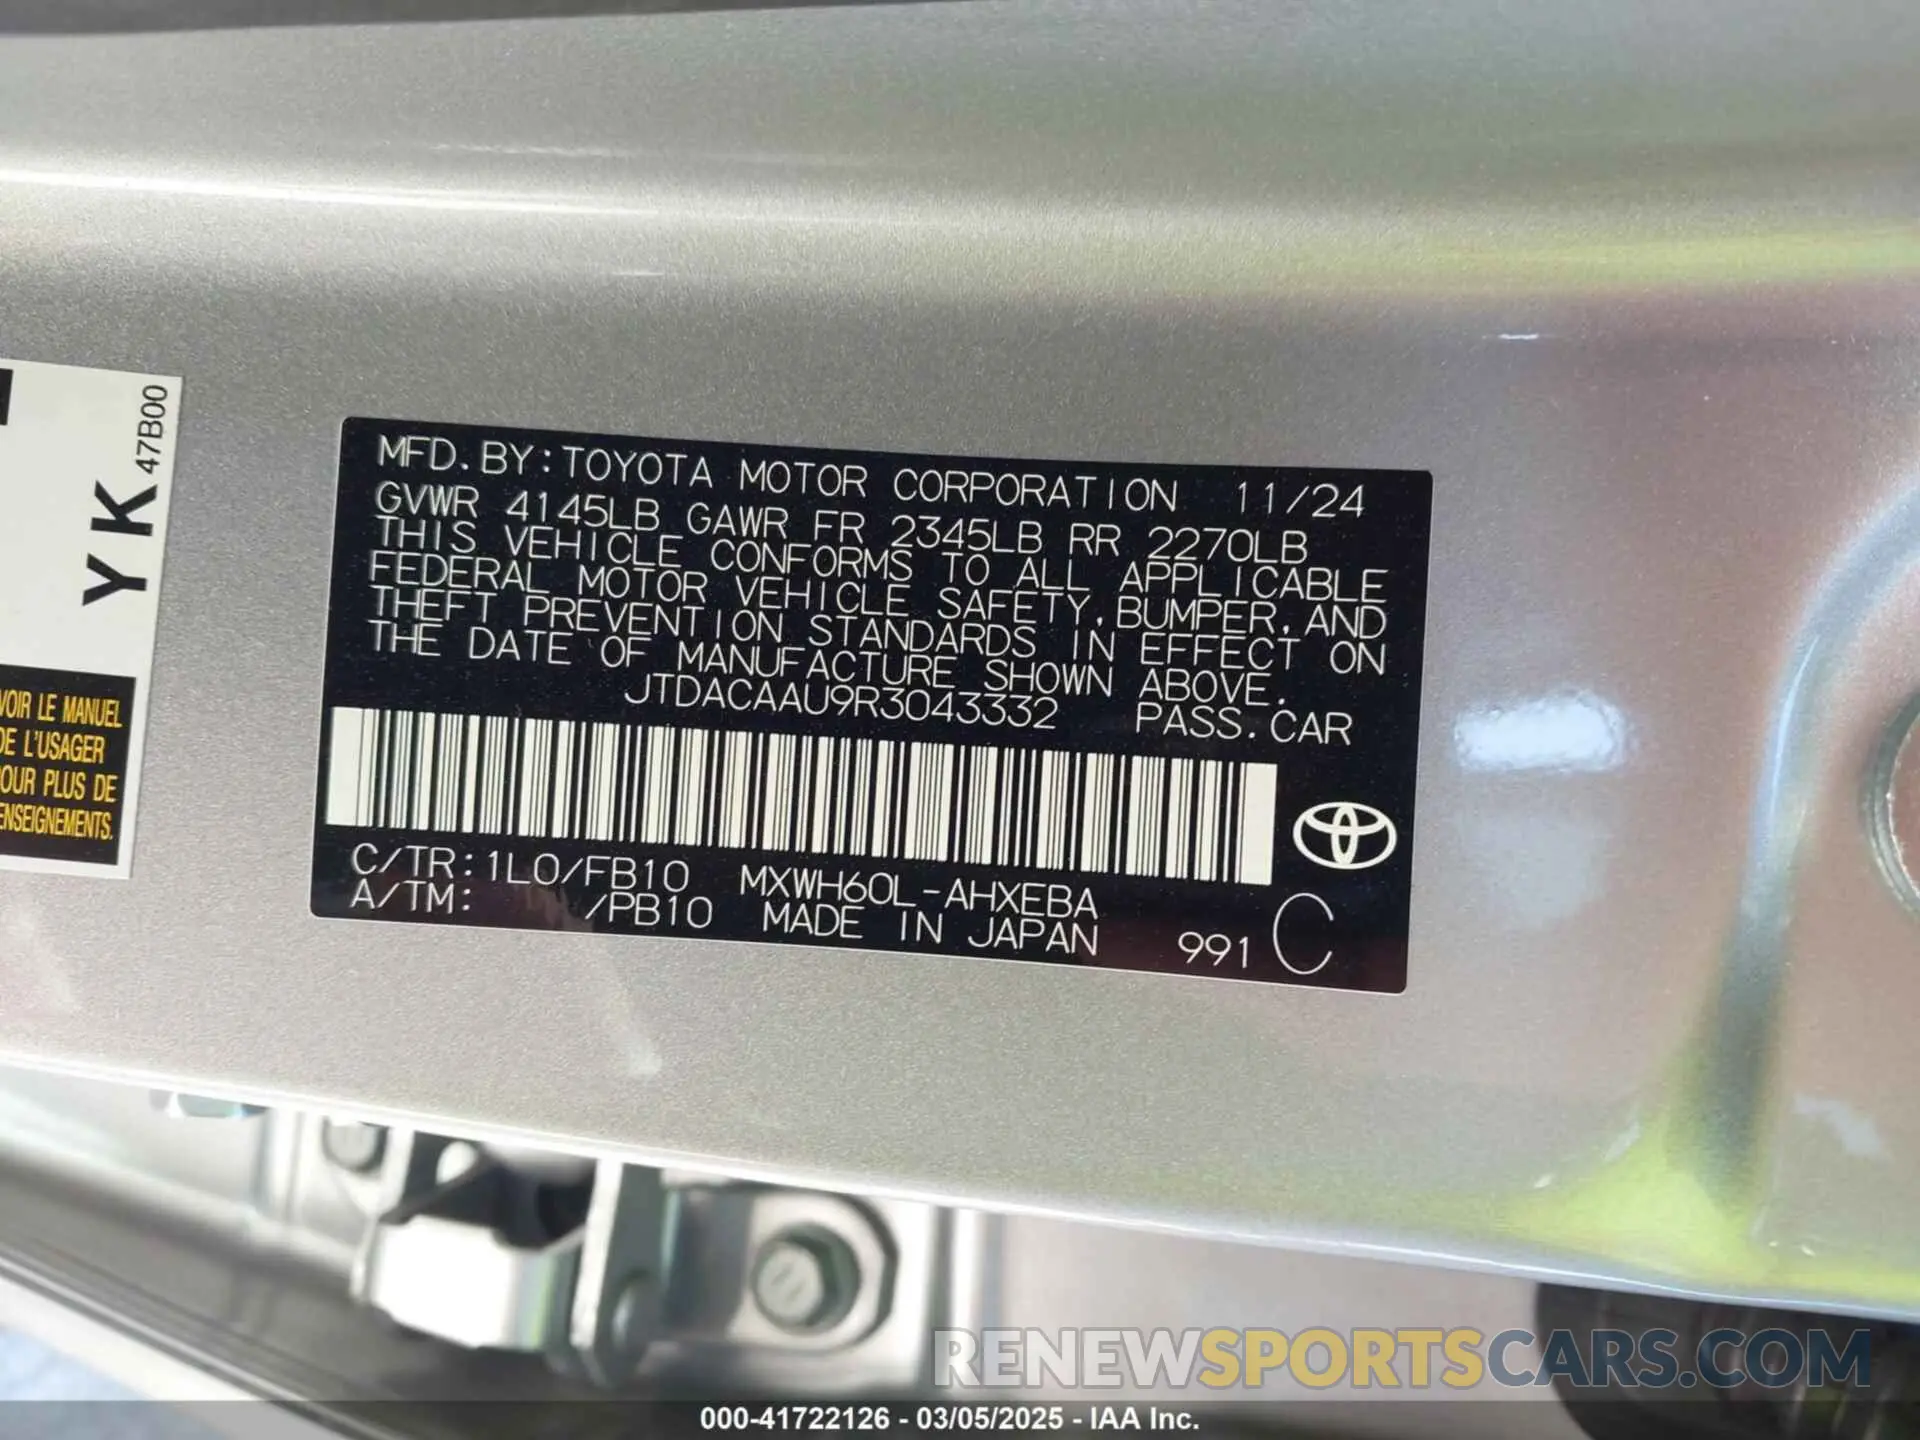 47B00
YK
VOIR LE MANUEL
DE L'USAGER
POUR PLUS DE
ENSEIGNEMENTS.
MFD.BY:TOYOTA MOTOR CORPORATION 11/24
GVWR 4145LB GAWR FR 2345LB RR 2270LB
THIS VEHICLE CONFORMS TO ALL APPLICABLE
FEDERAL MOTOR VEHICLE SAFETY,BUMPER,AND
THEFT PREVENTION STANDARDS IN EFFECT ON
THE DATE OF MANUFACTURE SHOWN ABOVE.
JTDACAAU9R3043332 PASS.CAR
C/TR:1L0/FB10 MXWH60L-AHXEBA
A/TM: /PB10 MADE IN JAPAN 991 C
RENEWSPORTSCARS.COM
000-41722126 - 03/05/2025 - IAA Inc.